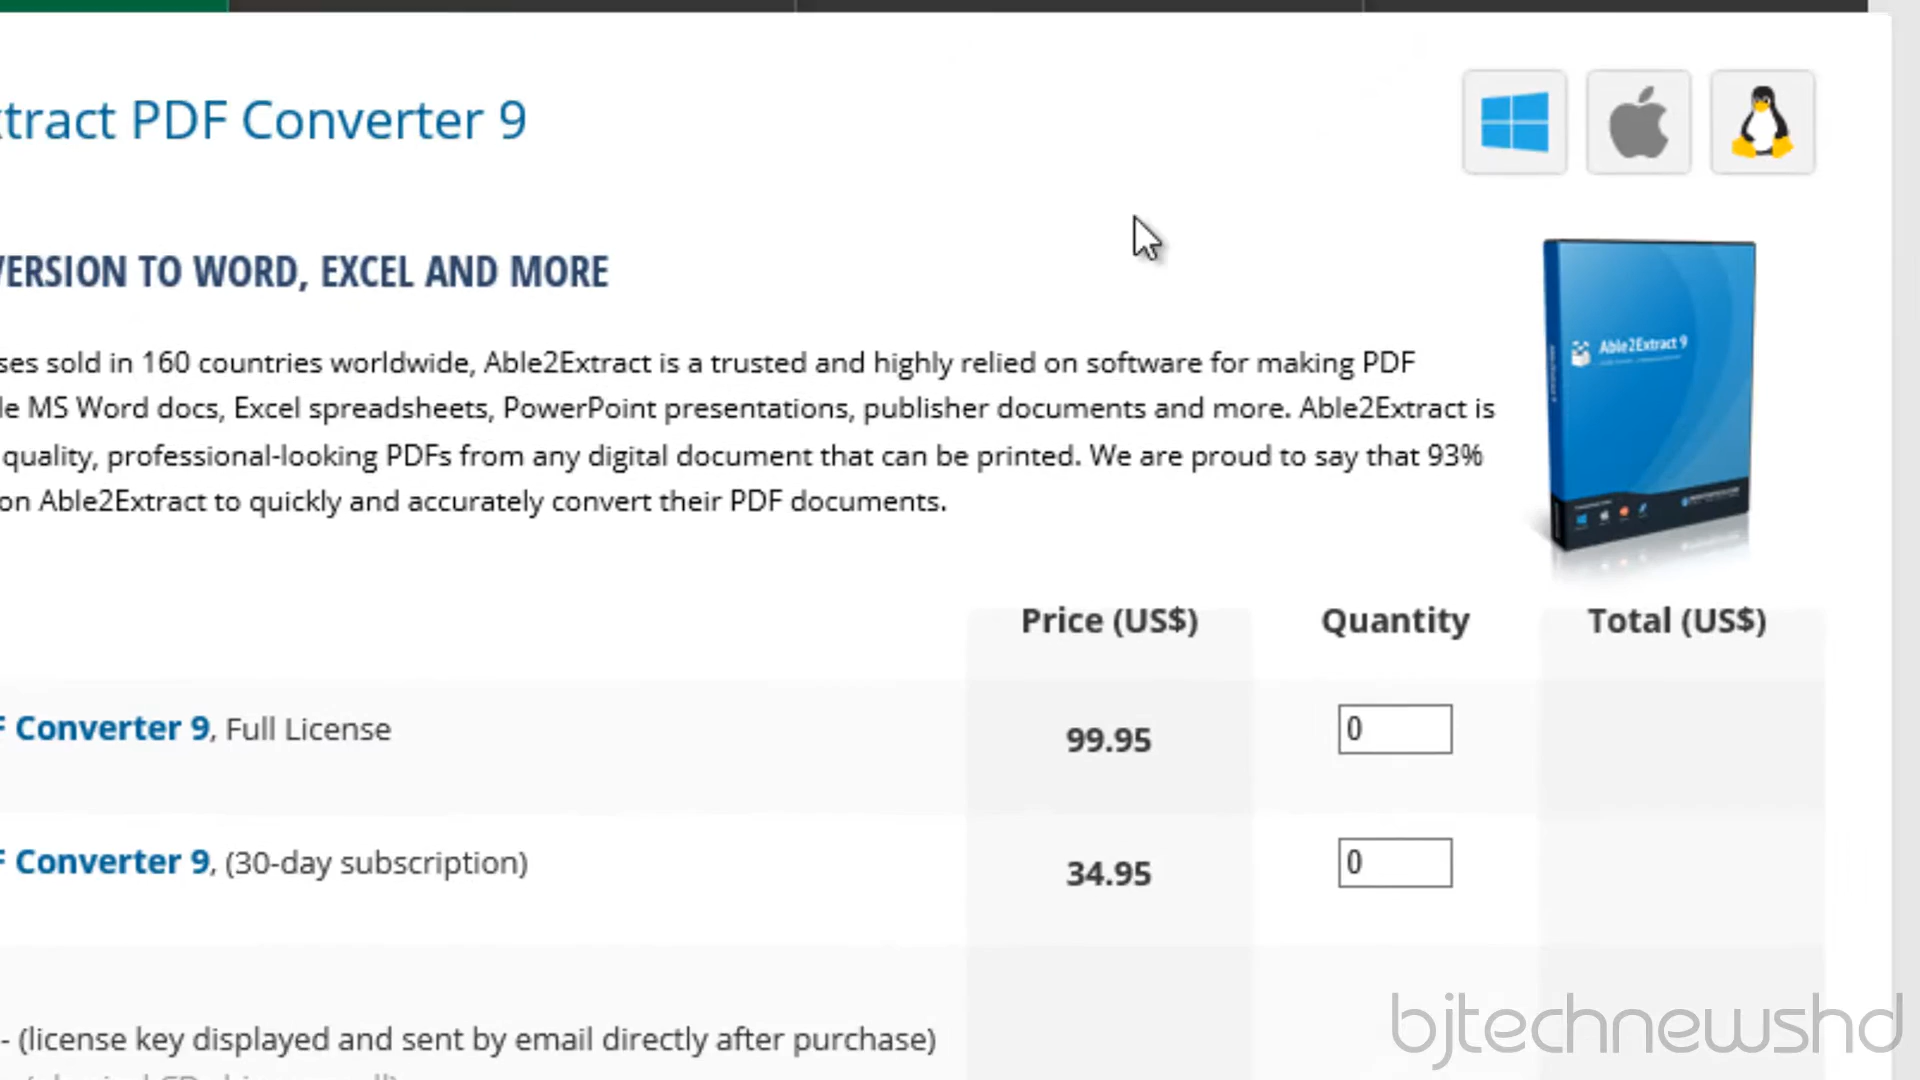 tract PDF Converter 9
VERSION TO WORD, EXCEL AND MORE
ses sold in 160 countries worldwide, Able2Extract is a trusted and highly relied on software for making PDF
le MS Word docs, Excel spreadsheets, PowerPoint presentations, publisher documents and more. Able2Extract is
quality, professional-looking PDFs from any digital document that can be printed. We are proud to say that 93%
on Able2Extract to quickly and accurately convert their PDF documents.
Able2Extract 9
Price (US$) Quantity Total (US$)
F Converter 9, Full License 99.95 0
F Converter 9, (30-day subscription) 34.95 0
- (license key displayed and sent by email directly after purchase)
bjtechnewshd